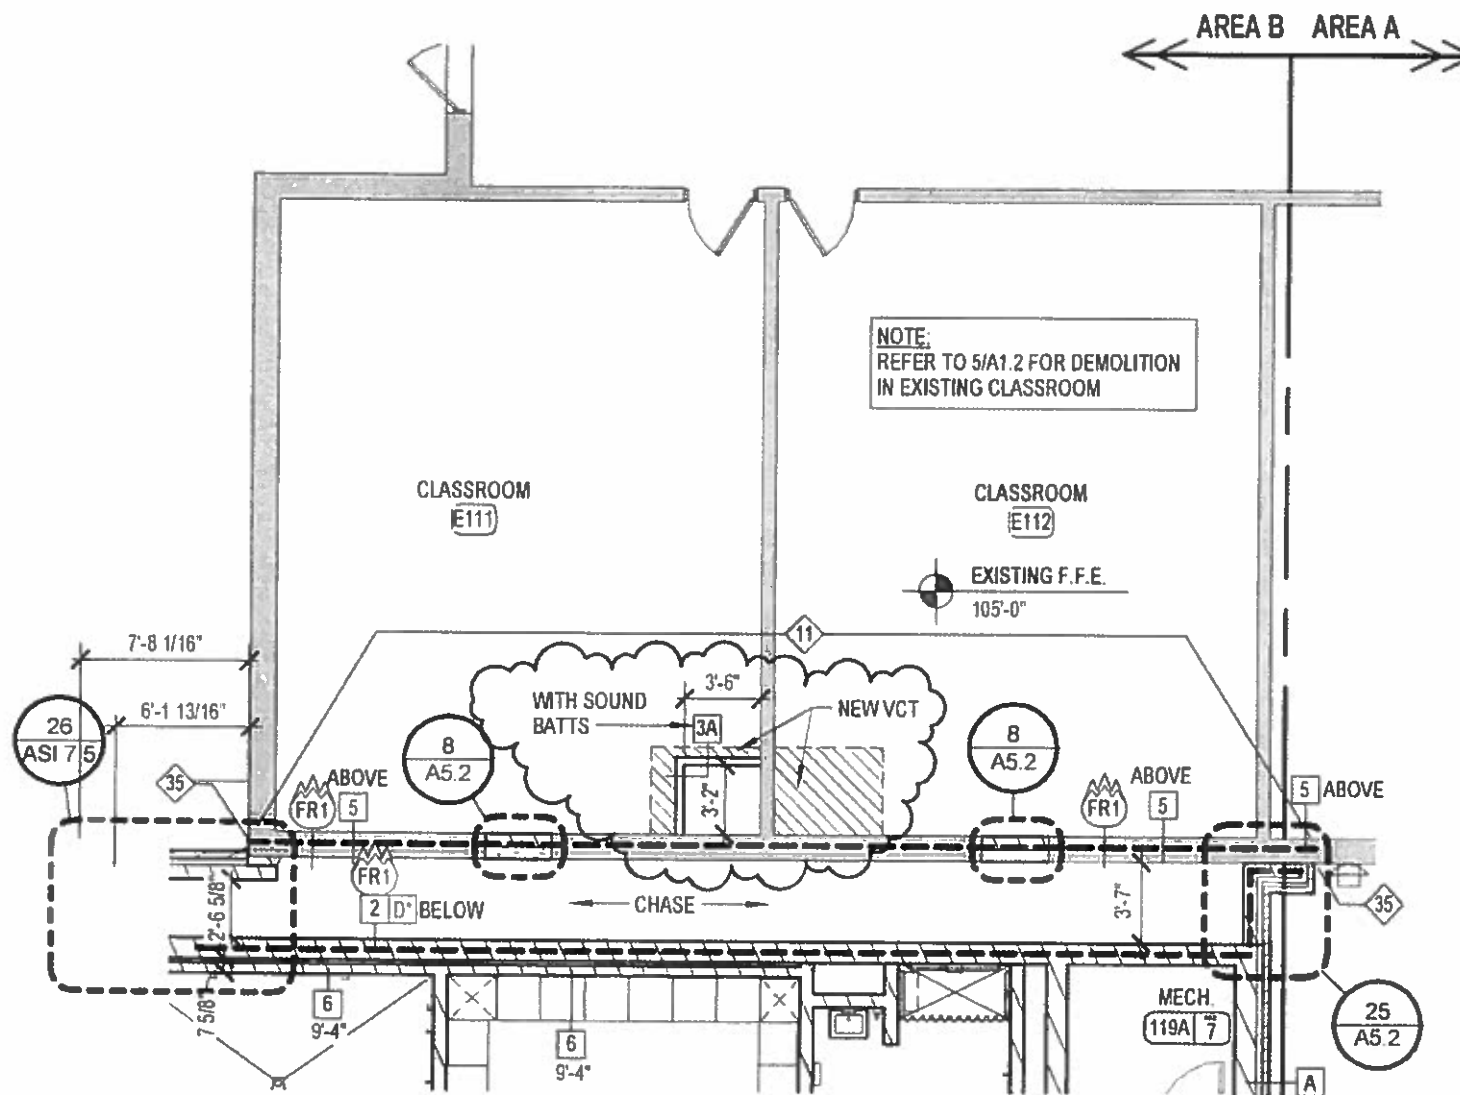 AREA B AREA A
NOTE:
REFER TO 5/A1.2 FOR DEMOLITION
IN EXISTING CLASSROOM
CLASSROOM
E111
CLASSROOM
E112
EXISTING F.F.E.
105'-0"
11
7'-8 1/16"
6'-1 13/16"
26
ASI 7.5
35
WITH SOUND
BATTS
3'-6"
3A
NEW VCT
3'-2"
8
A5.2
8
A5.2
ABOVE
FR1
5
ABOVE
FR1
5
5 ABOVE
FR1
2 D* BELOW
CHASE
3'-7"
35
2'-6 5/8"
7 5/8"
6
9'-4"
6
9'-4"
MECH.
119A 7
25
A5.2
A